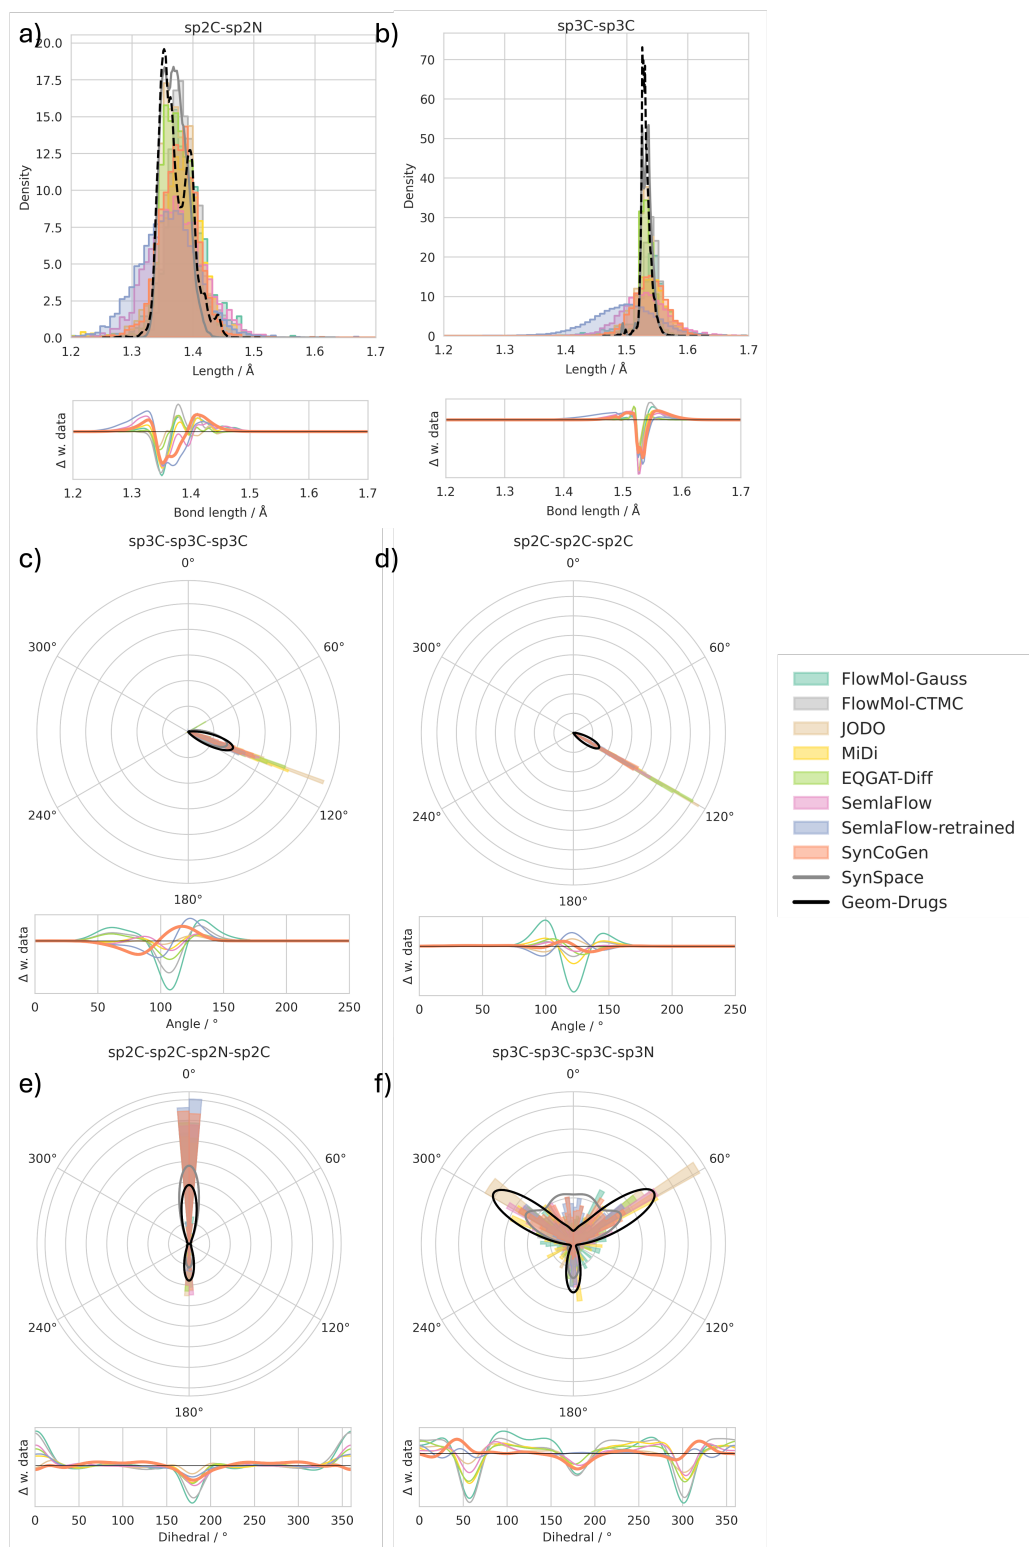 a)
sp2C-sp2N
20.0
17.5
15.0
12.5
10.0
7.5
5.0
2.5
0.0
Density
1.2 1.3 1.4 1.5 1.6 1.7
Length / Å
Δ w. data
1.2 1.3 1.4 1.5 1.6 1.7
Bond length / Å
b)
sp3C-sp3C
70
60
50
40
30
20
10
0
Density
1.2 1.3 1.4 1.5 1.6 1.7
Length / Å
Δ w. data
1.2 1.3 1.4 1.5 1.6 1.7
Bond length / Å
c)
sp3C-sp3C-sp3C
0°
300° 60°
240° 120°
180°
Δ w. data
0 50 100 150 200 250
Angle / °
d)
sp2C-sp2C-sp2C
0°
300° 60°
240° 120°
180°
Δ w. data
0 50 100 150 200 250
Angle / °
FlowMol-Gauss
FlowMol-CTMC
JODO
MiDi
EQGAT-Diff
SemlaFlow
SemlaFlow-retrained
SynCoGen
SynSpace
Geom-Drugs
e)
sp2C-sp2C-sp2N-sp2C
0°
300° 60°
240° 120°
180°
Δ w. data
0 50 100 150 200 250 300 350
Dihedral / °
f)
sp3C-sp3C-sp3C-sp3N
0°
300° 60°
240° 120°
180°
Δ w. data
0 50 100 150 200 250 300 350
Dihedral / °